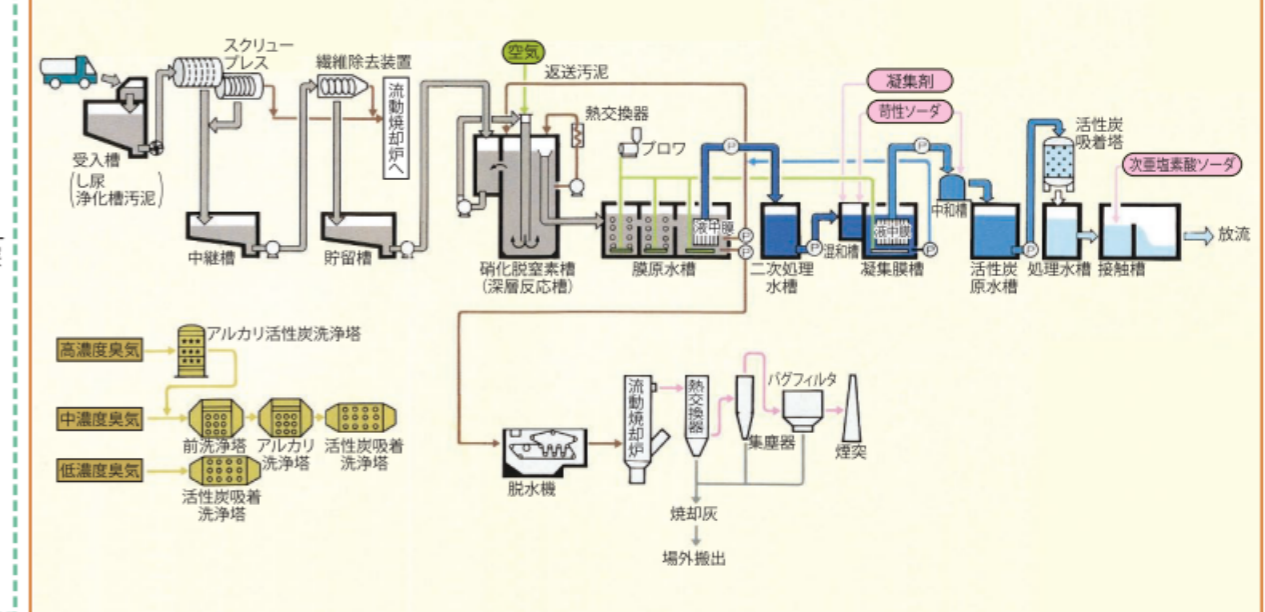 スクリュー
プレス
繊維除去装置
流動焼却炉へ
受入槽
(し尿
浄化槽汚泥)
中継槽
貯留槽
空気
返送汚泥
熱交換器
ブロワ
硝化脱窒素槽
(深層反応槽)
液中膜
膜原水槽
P
P
P
二次処理
水槽
P
混和槽
凝集剤
苛性ソーダ
液中膜
凝集膜槽
P
P
中和槽
活性炭
原水槽
P
活性炭
吸着塔
処理水槽
次亜塩素酸ソーダ
接触槽
放流
高濃度臭気
アルカリ活性炭洗浄塔
中濃度臭気
前洗浄塔
アルカリ
洗浄塔
活性炭吸着
洗浄塔
低濃度臭気
活性炭吸着
洗浄塔
脱水機
流動焼却炉
熱交換器
集塵器
バグフィルタ
煙突
焼却灰
場外搬出